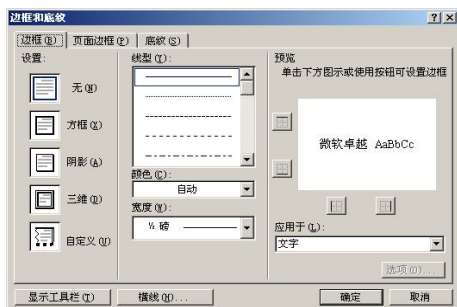 边框和底纹
边框(B) 页面边框(P) 底纹(S)
设置:
无(N)
方框(X)
阴影(A)
三维(D)
自定义(U)
线型(Y):
颜色(C):
自动
宽度(W):
½ 磅
预览
单击下方图示或使用按钮可设置边框
微软卓越 AaBbCc
应用于(L):
文字
选项(O)...
显示工具栏(T) 横线(H)... 确定 取消